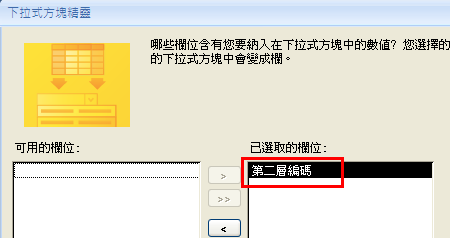 下拉式方塊精靈
哪些欄位含有您要納入在下拉式方塊中的數值? 您選擇的
的下拉式方塊中會變成欄。
可用的欄位:
已選取的欄位:
第二層編碼
>
>>
<